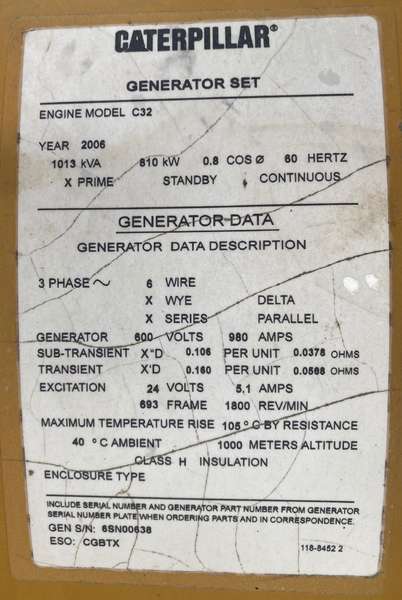 CATERPILLAR®
GENERATOR SET
ENGINE MODEL C32
YEAR 2006
1013 kVA 810 kW 0.8 COS Ø 60 HERTZ
X PRIME STANDBY CONTINUOUS
GENERATOR DATA
GENERATOR DATA DESCRIPTION
3 PHASE ~ 6 WIRE
X WYE DELTA
X SERIES PARALLEL
GENERATOR 600 VOLTS 980 AMPS
SUB-TRANSIENT X"D 0.106 PER UNIT 0.0378 OHMS
TRANSIENT X'D 0.160 PER UNIT 0.0568 OHMS
EXCITATION 24 VOLTS 5.1 AMPS
693 FRAME 1800 REV/MIN
MAXIMUM TEMPERATURE RISE 105 °C BY RESISTANCE
40 °C AMBIENT 1000 METERS ALTITUDE
CLASS H INSULATION
ENCLOSURE TYPE
INCLUDE SERIAL NUMBER AND GENERATOR PART NUMBER FROM GENERATOR
SERIAL NUMBER PLATE WHEN ORDERING PARTS AND IN CORRESPONDENCE.
GEN S/N: 6SN00638
ESO: CGBTX
118-8452 2